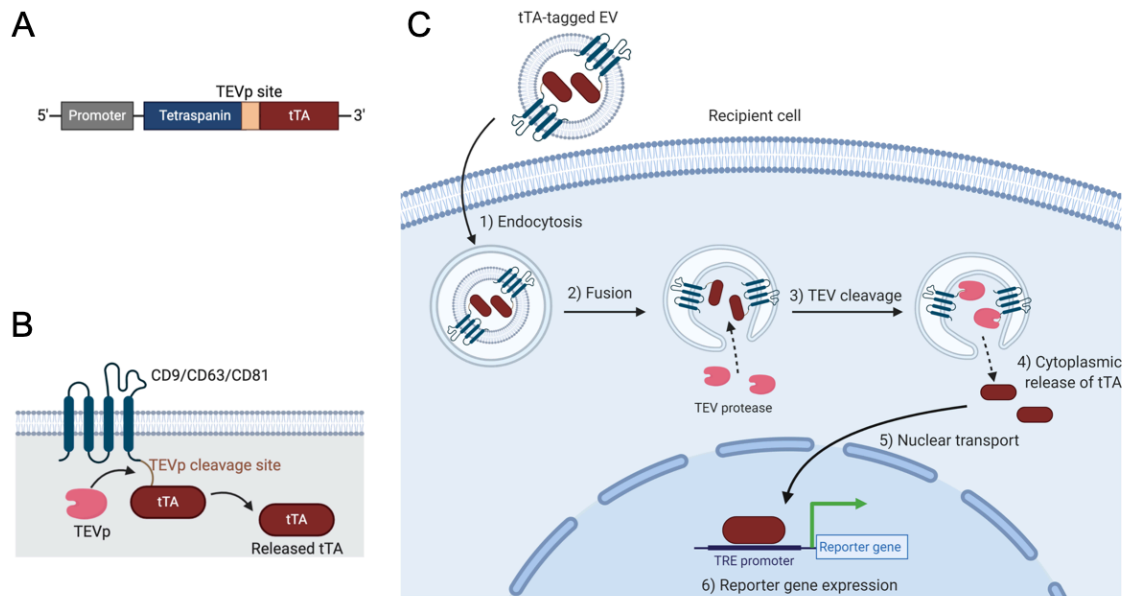 A
TEVp site
5'
Promoter
Tetraspanin
tTA
3'
B
CD9/CD63/CD81
TEVp cleavage site
tTA
TEVp
tTA
Released tTA
C
tTA-tagged EV
Recipient cell
1) Endocytosis
2) Fusion
3) TEV cleavage
TEV protease
4) Cytoplasmic
release of tTA
5) Nuclear transport
TRE promoter
Reporter gene
6) Reporter gene expression